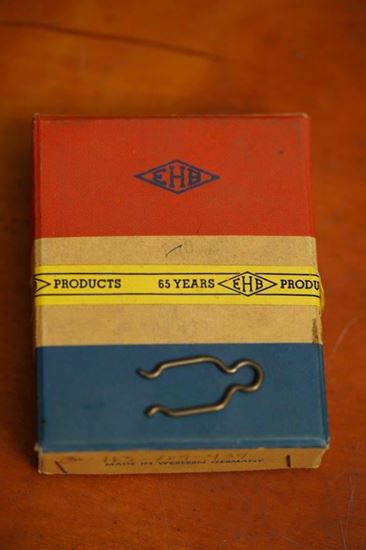 EHB
PRODUCTS 65 YEARS EHB PRODU
MADE IN WESTERN GERMANY